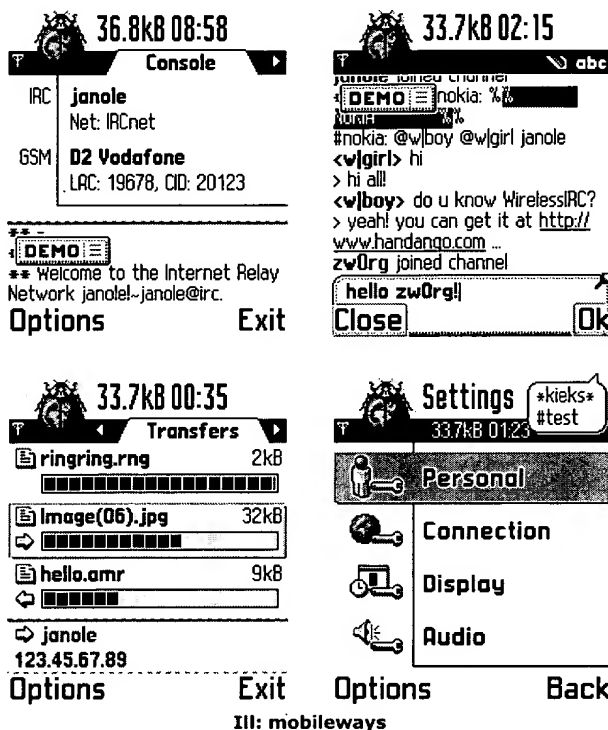 36.8kB 08:58
Console
IRC janole
Net: IRCnet
GSM D2 Vodafone
LAC: 19678, CID: 20123
DEMO
** Welcome to the Internet Relay
Network janole!~janole@irc.
Options Exit
33.7kB 02:15
abc
janole joined channel
DEMO nokia: %
%
#nokia: @w|boy @w|girl janole
<w|girl> hi
> hi all!
<w|boy> do u know WirelessIRC?
> yeah! you can get it at http://
www.handango.com ...
zw0rg joined channel
hello zw0rg!
Close Ok
33.7kB 00:35
Transfers
ringring.rng 2kB
Image(06).jpg 32kB
hello.amr 9kB
janole
123.45.67.89
Options Exit
Settings
*kieks*
#test
33.7kB 01:23
Personal
Connection
Display
Audio
Options Back
Ill: mobileways